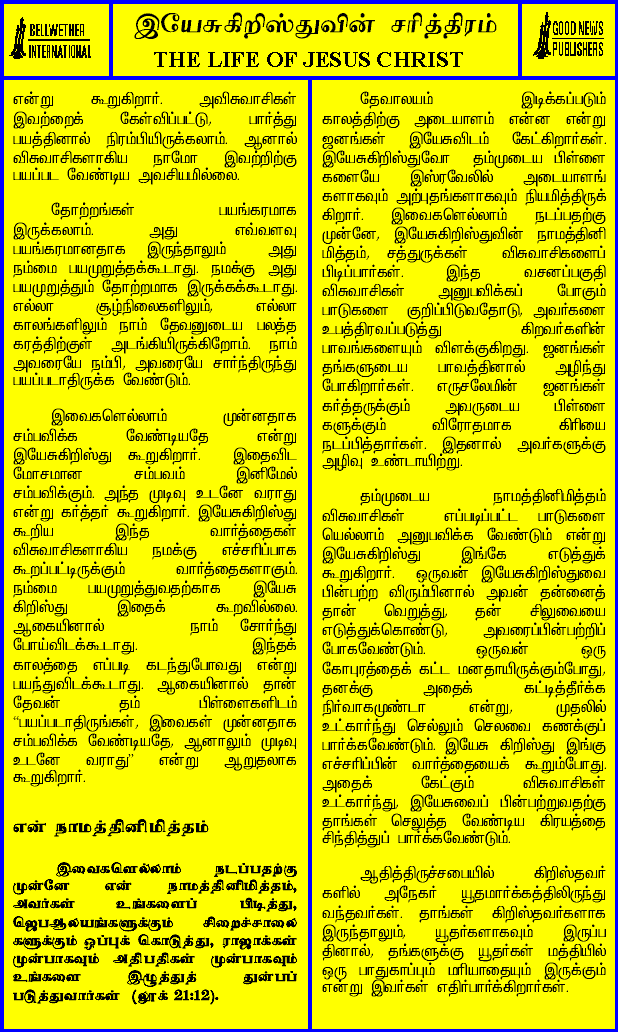 BELLWETHER
INTERNATIONAL
இயேசுகிறிஸ்துவின் சரித்திரம்
THE LIFE OF JESUS CHRIST
GOOD NEWS
PUBLISHERS
என்று கூறுகிறார். அவிசுவாசிகள்
இவற்றைக் கேள்விப்பட்டு, பார்த்து
பயத்தினால் நிரம்பியிருக்கலாம். ஆனால்
விசுவாசிகளாகிய நாமோ இவற்றிற்கு
பயப்பட வேண்டிய அவசியமில்லை.
தோற்றங்கள் பயங்கரமாக
இருக்கலாம். அது எவ்வளவு
பயங்கரமானதாக இருந்தாலும் அது
நம்மை பயமுறுத்தக்கூடாது. நமக்கு அது
பயமுறுத்தும் தோற்றமாக இருக்கக்கூடாது.
எல்லா சூழ்நிலைகளிலும், எல்லா
காலங்களிலும் நாம் தேவனுடைய பலத்த
கரத்திற்குள் அடங்கியிருக்கிறோம். நாம்
அவரையே நம்பி, அவரையே சார்ந்திருந்து
பயப்படாதிருக்க வேண்டும்.
இவைகளெல்லாம் முன்னதாக
சம்பவிக்க வேண்டியதே என்று
இயேசுகிறிஸ்து கூறுகிறார். இதைவிட
மோசமான சம்பவம் இனிமேல்
சம்பவிக்கும். அந்த முடிவு உடனே வராது
என்று கர்த்தர் கூறுகிறார். இயேசுகிறிஸ்து
கூறிய இந்த வார்த்தைகள்
விசுவாசிகளாகிய நமக்கு எச்சரிப்பாக
கூறப்பட்டிருக்கும் வார்த்தைகளாகும்.
நம்மை பயமுறுத்துவதற்காக இயேசு
கிறிஸ்து இதைக் கூறவில்லை.
ஆகையினால் நாம் சோர்ந்து
போய்விடக்கூடாது. இந்தக்
காலத்தை எப்படி கடந்துபோவது என்று
பயந்துவிடக்கூடாது. ஆகையினால் தான்
தேவன் தம் பிள்ளைகளிடம்
“பயப்படாதிருங்கள், இவைகள் முன்னதாக
சம்பவிக்க வேண்டியதே, ஆனாலும் முடிவு
உடனே வராது” என்று ஆறுதலாக
கூறுகிறார்.
என் நாமத்தினிமித்தம்
இவைகளெல்லாம் நடப்பதற்கு
முன்னே என் நாமத்தினிமித்தம்,
அவர்கள் உங்களைப் பிடித்து,
ஜெபஆலயங்களுக்கும் சிறைச்சாலை
களுக்கும் ஒப்புக் கொடுத்து, ராஜாக்கள்
முன்பாகவும் அதிபதிகள் முன்பாகவும்
உங்களை இழுத்துத் துன்பப்
படுத்துவார்கள் (லூக் 21:12).
தேவாலயம் இடிக்கப்படும்
காலத்திற்கு அடையாளம் என்ன என்று
ஜனங்கள் இயேசுவிடம் கேட்கிறார்கள்.
இயேசுகிறிஸ்துவோ தம்முடைய பிள்ளை
களையே இஸ்ரவேலில் அடையாளங்
களாகவும் அற்புதங்களாகவும் நியமித்திருக்
கிறார். இவைகளெல்லாம் நடப்பதற்கு
முன்னே, இயேசுகிறிஸ்துவின் நாமத்தினி
மித்தம், சத்துருக்கள் விசுவாசிகளைப்
பிடிப்பார்கள். இந்த வசனப்பகுதி
விசுவாசிகள் அனுபவிக்கப் போகும்
பாடுகளை குறிப்பிடுவதோடு, அவர்களை
உபத்திரவப்படுத்து கிறவர்களின்
பாவங்களையும் விளக்குகிறது. ஜனங்கள்
தங்களுடைய பாவத்தினால் அழிந்து
போகிறார்கள். எருசலேமின் ஜனங்கள்
கர்த்தருக்கும் அவருடைய பிள்ளை
களுக்கும் விரோதமாக கிரியை
நடப்பித்தார்கள். இதனால் அவர்களுக்கு
அழிவு உண்டாயிற்று.
தம்முடைய நாமத்தினிமித்தம்
விசுவாசிகள் எப்படிப்பட்ட பாடுகளை
யெல்லாம் அனுபவிக்க வேண்டும் என்று
இயேசுகிறிஸ்து இங்கே எடுத்துக்
கூறுகிறார். ஒருவன் இயேசுகிறிஸ்துவை
பின்பற்ற விரும்பினால் அவன் தன்னைத்
தான் வெறுத்து, தன் சிலுவையை
எடுத்துக்கொண்டு, அவரைப்பின்பற்றிப்
போகவேண்டும். ஒருவன் ஒரு
கோபுரத்தைக் கட்ட மனதாயிருக்கும்போது,
தனக்கு அதைக் கட்டித்தீர்க்க
நிர்வாகமுண்டா என்று, முதலில்
உட்கார்ந்து செல்லும் செலவை கணக்குப்
பார்க்கவேண்டும். இயேசு கிறிஸ்து இங்கு
எச்சரிப்பின் வார்த்தையைக் கூறும்போது.
அதைக் கேட்கும் விசுவாசிகள்
உட்கார்ந்து, இயேசுவைப் பின்பற்றுவதற்கு
தாங்கள் செலுத்த வேண்டிய கிரயத்தை
சிந்தித்துப் பார்க்கவேண்டும்.
ஆதித்திருச்சபையில் கிறிஸ்தவர்
களில் அநேகர் யூதமார்க்கத்திலிருந்து
வந்தவர்கள். தாங்கள் கிறிஸ்தவர்களாக
இருந்தாலும், யூதர்களாகவும் இருப்ப
தினால், தங்களுக்கு யூதர்கள் மத்தியில்
ஒரு பாதுகாப்பும் மரியாதையும் இருக்கும்
என்று இவர்கள் எதிர்பார்க்கிறார்கள்.